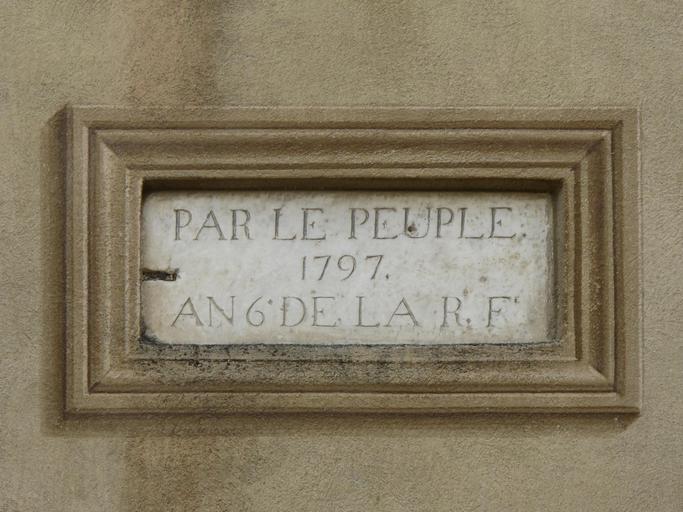 PAR LE PEUPLE.
1797.
AN 6· DE LA R. F.